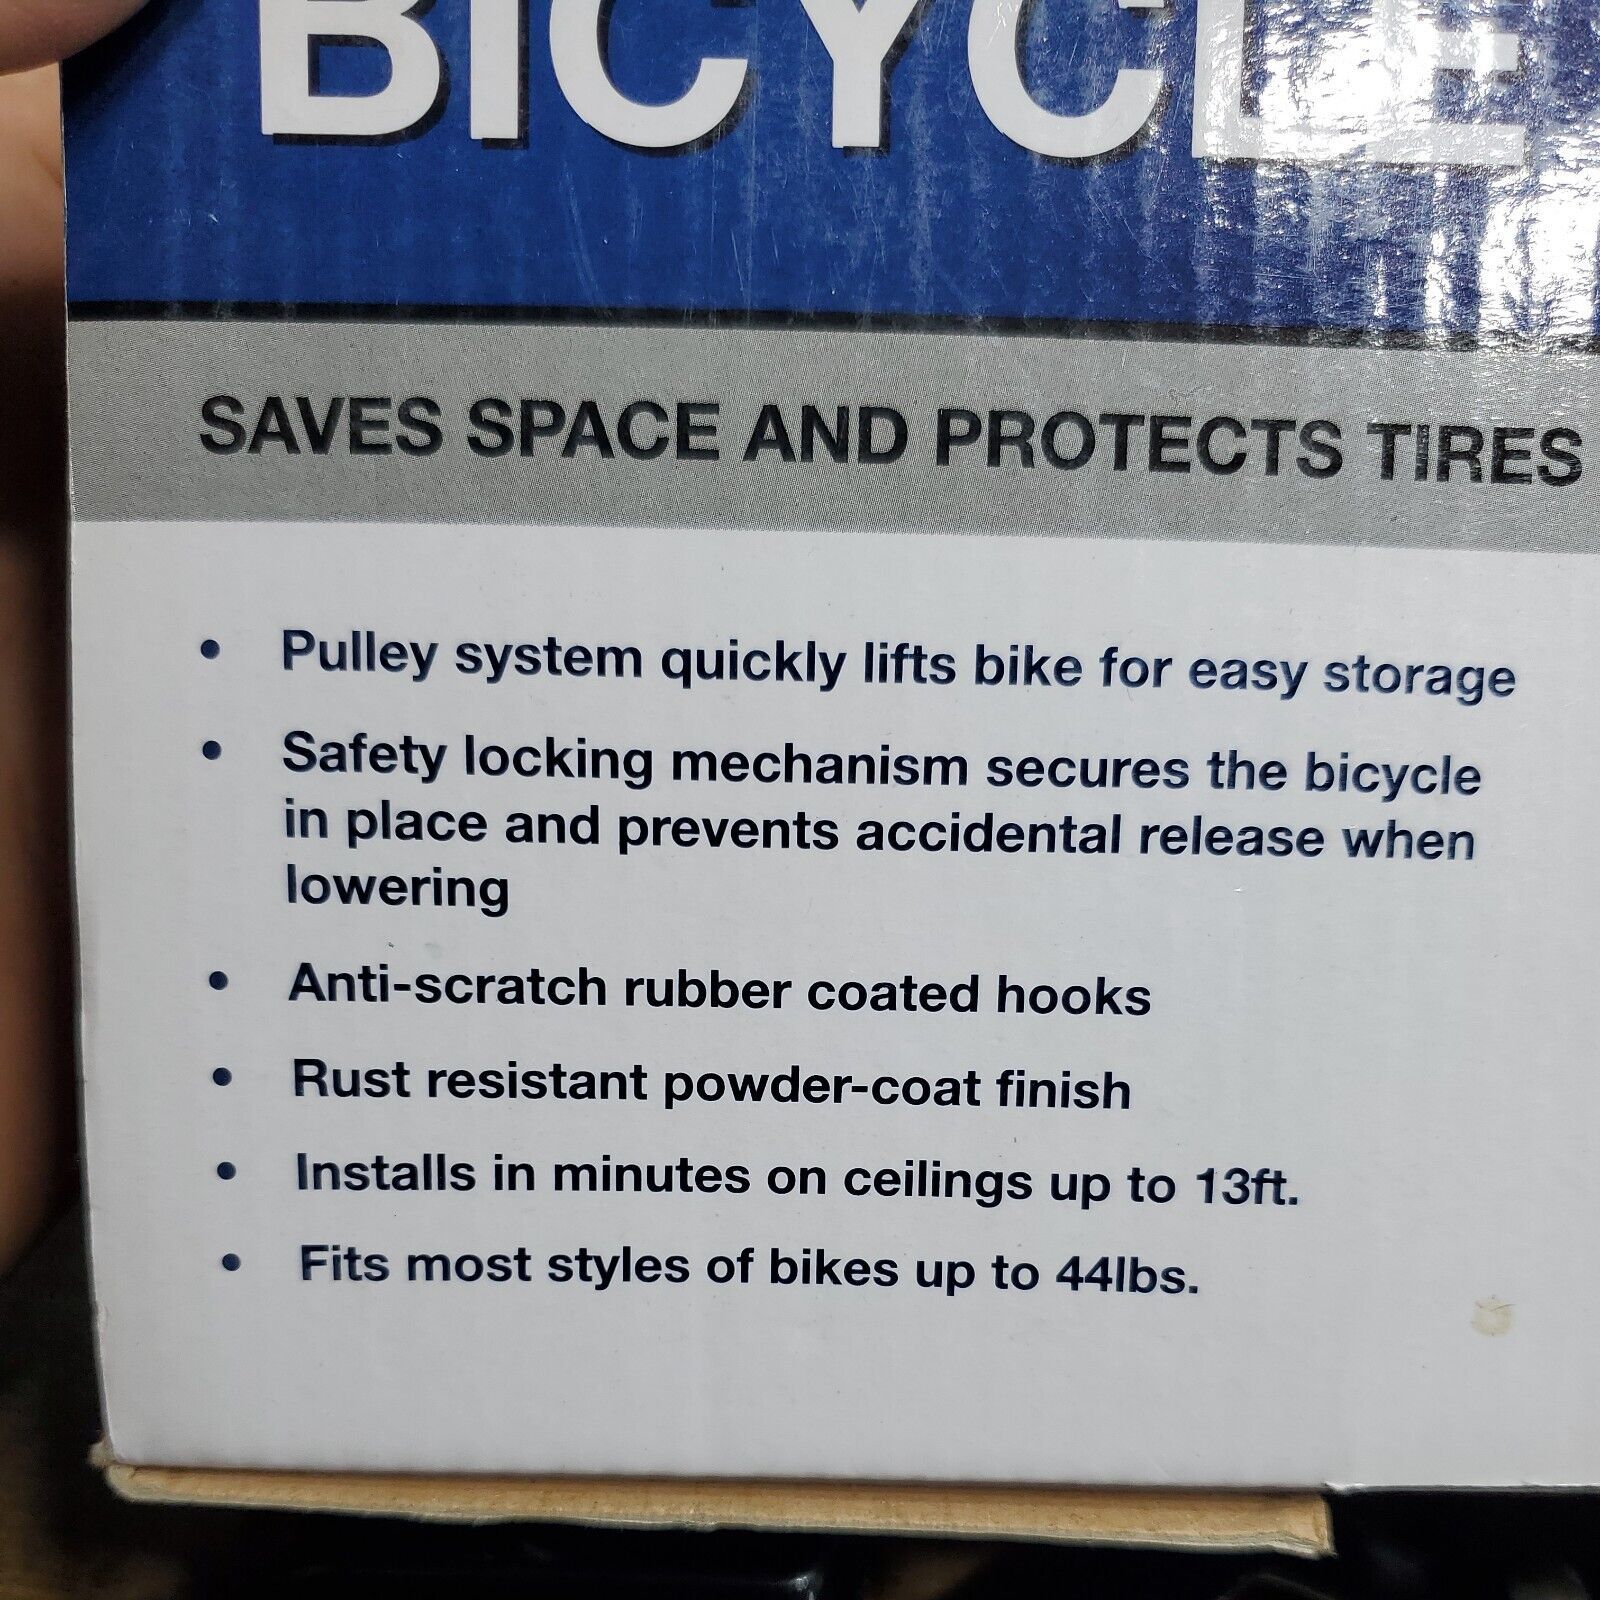 BICYCLE
SAVES SPACE AND PROTECTS TIRES
• Pulley system quickly lifts bike for easy storage
• Safety locking mechanism secures the bicycle
in place and prevents accidental release when
lowering
• Anti-scratch rubber coated hooks
• Rust resistant powder-coat finish
• Installs in minutes on ceilings up to 13ft.
• Fits most styles of bikes up to 44lbs.